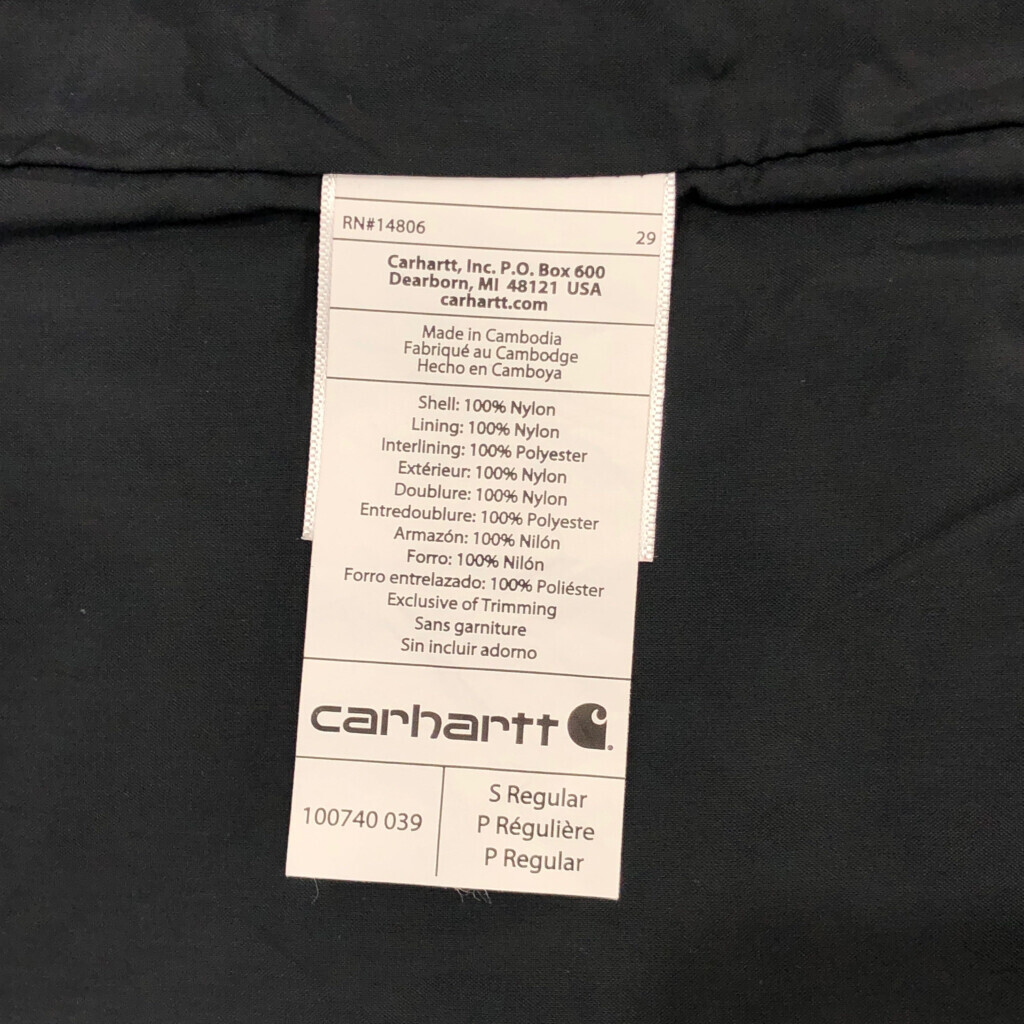 RN#14806
29
Carhartt, Inc. P.O. Box 600
Dearborn, MI 48121 USA
carhartt.com
Made in Cambodia
Fabriqué au Cambodge
Hecho en Camboya
Shell: 100% Nylon
Lining: 100% Nylon
Interlining: 100% Polyester
Extérieur: 100% Nylon
Doublure: 100% Nylon
Entredoublure: 100% Polyester
Armazón: 100% Nilón
Forro: 100% Nilón
Forro entrelazado: 100% Poliéster
Exclusive of Trimming
Sans garniture
Sin incluir adorno
carhartt
100740 039
S Regular
P Régulière
P Regular